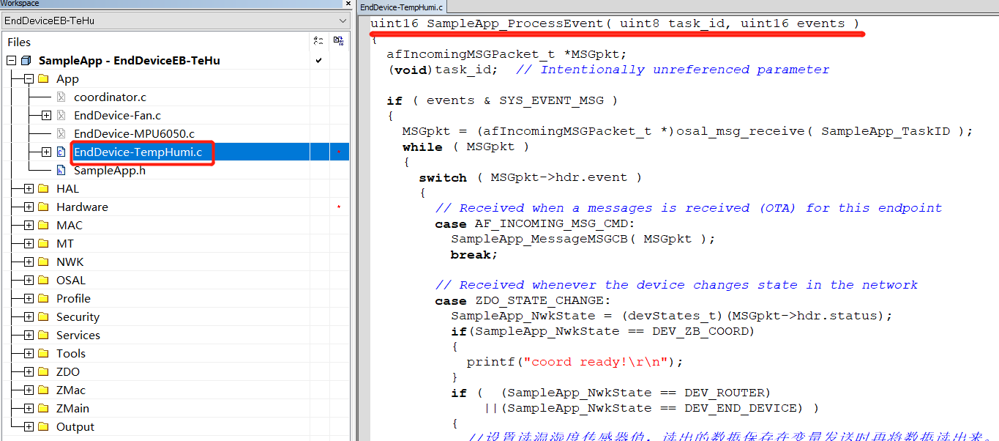 Workspace
EndDeviceEB-TeHu
Files
SampleApp - EndDeviceEB-TeHu
App
coordinator.c
EndDevice-Fan.c
EndDevice-MPU6050.c
EndDevice-TempHumi.c
SampleApp.h
HAL
Hardware
MAC
MT
NWK
OSAL
Profile
Security
Services
Tools
ZDO
ZMac
ZMain
Output
EndDevice-TempHumi.c
uint16 SampleApp_ProcessEvent( uint8 task_id, uint16 events )
{
afIncomingMSGPacket_t *MSGpkt;
(void)task_id; // Intentionally unreferenced parameter
if ( events & SYS_EVENT_MSG )
{
MSGpkt = (afIncomingMSGPacket_t *)osal_msg_receive( SampleApp_TaskID );
while ( MSGpkt )
{
switch ( MSGpkt->hdr.event )
{
// Received when a messages is received (OTA) for this endpoint
case AF_INCOMING_MSG_CMD:
SampleApp_MessageMSGCB( MSGpkt );
break;
// Received whenever the device changes state in the network
case ZDO_STATE_CHANGE:
SampleApp_NwkState = (devStates_t)(MSGpkt->hdr.status);
if(SampleApp_NwkState == DEV_ZB_COORD)
{
printf("coord ready!\r\n");
}
if ( (SampleApp_NwkState == DEV_ROUTER)
||(SampleApp_NwkState == DEV_END_DEVICE) )
{
//设置读温湿度传感器值，读出的数据保存在变量发送时再将数据读出来。